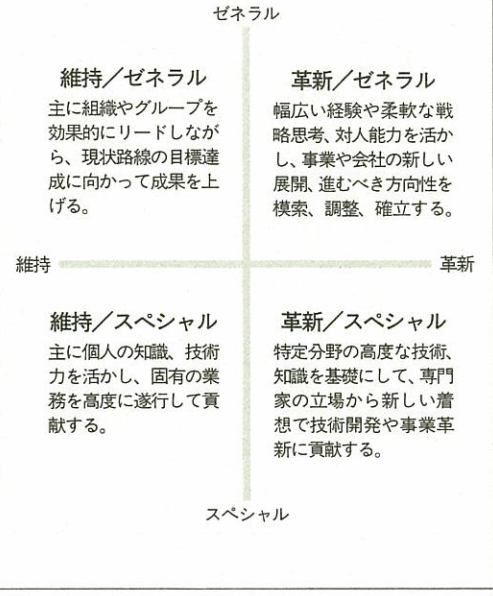 ゼネラル
維持／ゼネラル
主に組織やグループを
効果的にリードしなが
ら、現状路線の目標達
成に向かって成果を上
げる。
革新／ゼネラル
幅広い経験や柔軟な戦
略思考、対人能力を活か
し、事業や会社の新しい
展開、進むべき方向性を
模索、調整、確立する。
維持
革新
維持／スペシャル
主に個人の知識、技術
力を活かし、固有の業
務を高度に遂行して貢
献する。
革新／スペシャル
特定分野の高度な技術、
知識を基礎にして、専門
家の立場から新しい着
想で技術開発や事業革
新に貢献する。
スペシャル